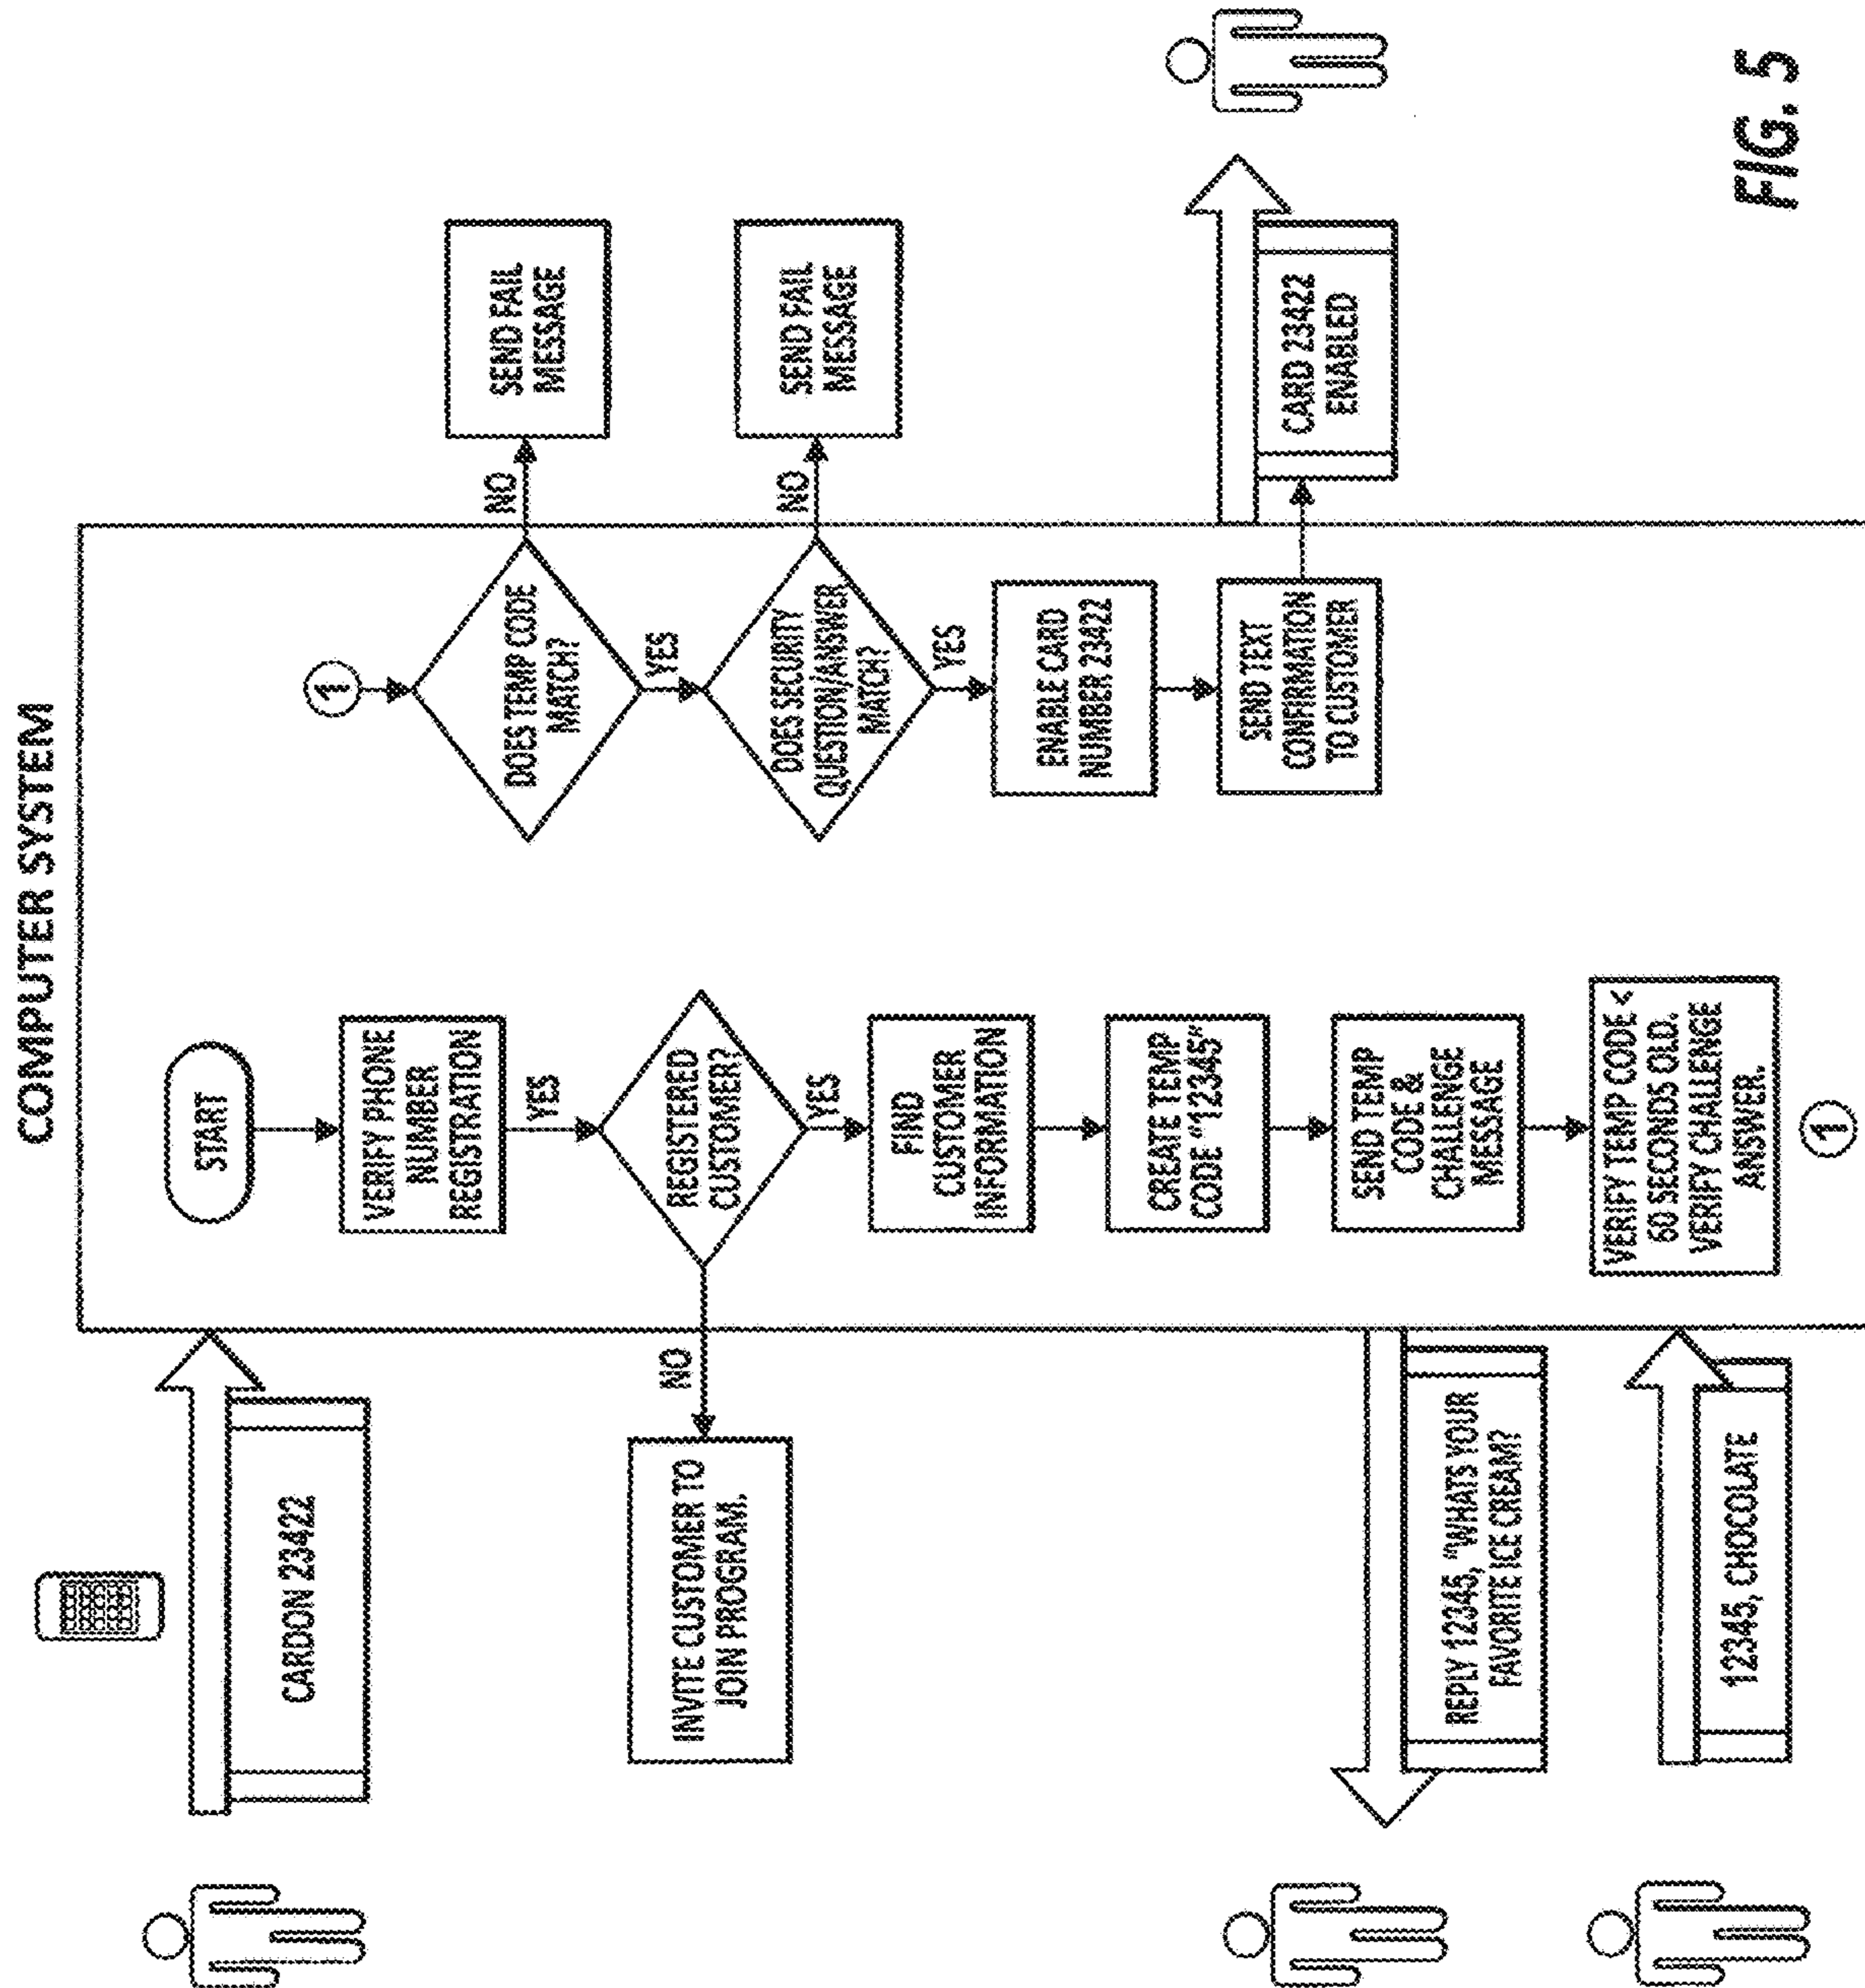 COMPUTER SYSTEM
CARDON 23422
START
VERIFY PHONE
NUMBER
REGISTRATION
YES
REGISTERED
CUSTOMER?
NO
INVITE CUSTOMER TO
JOIN PROGRAM.
YES
FIND
CUSTOMER
INFORMATION
CREATE TEMP
CODE "12345"
SEND TEMP
CODE &
CHALLENGE
MESSAGE
REPLY 12345, "WHATS YOUR
FAVORITE ICE CREAM?
12345, CHOCOLATE
VERIFY TEMP CODE <
60 SECONDS OLD.
VERIFY CHALLENGE
ANSWER.
1
1
DOES TEMP CODE
MATCH?
NO
SEND FAIL
MESSAGE
YES
DOES SECURITY
QUESTION/ANSWER
MATCH?
NO
SEND FAIL
MESSAGE
YES
ENABLE CARD
NUMBER 23422
SEND TEXT
CONFIRMATION
TO CUSTOMER
CARD 23422
ENABLED
FIG. 5